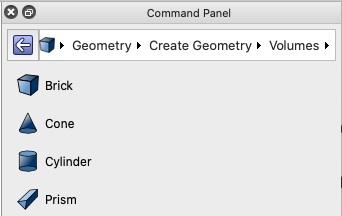 Command Panel
Geometry Create Geometry Volumes
Brick
Cone
Cylinder
Prism